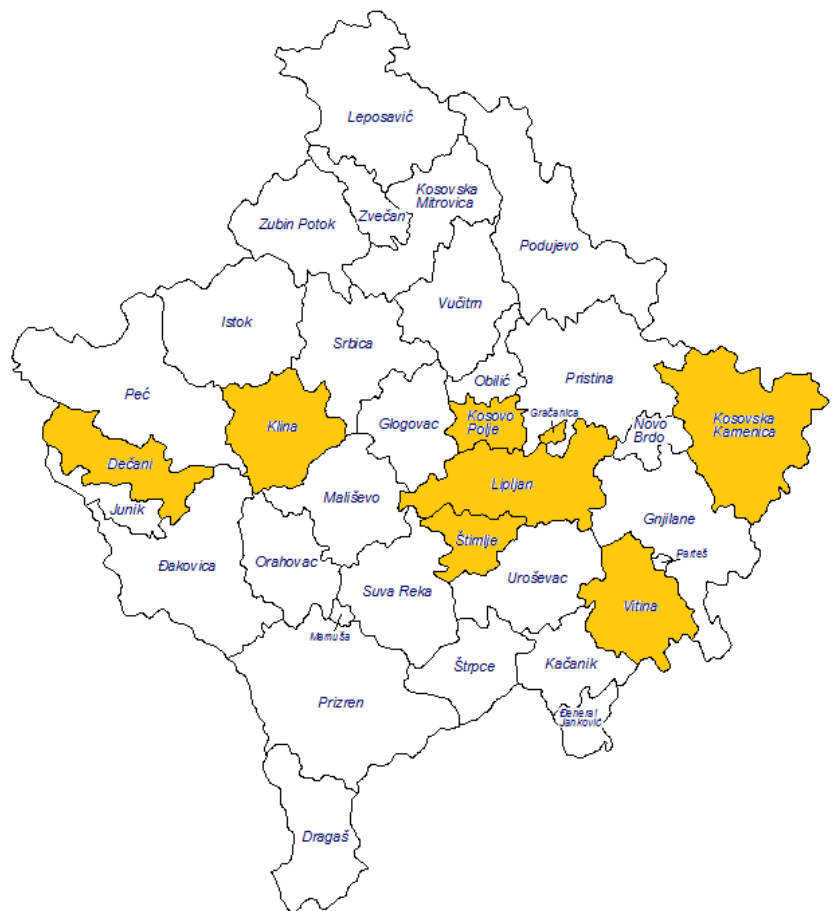 Leposavić
Kosovska
Mitrovica
Zvečan
Zubin Potok
Podujevo
Vučitrn
Istok
Srbica
Obilić
Pristina
Peć
Glogovac
Kosovo
Polje
Gračanica
Novo
Brdo
Kosovska
Kamenica
Klina
Dečani
Lipljan
Mališevo
Junik
Gnjilane
Štimlje
Parteš
Đakovica
Orahovac
Suva Reka
Uroševac
Vitina
Mamuša
Štrpce
Kačanik
Prizren
Đeneral
Janković
Dragaš